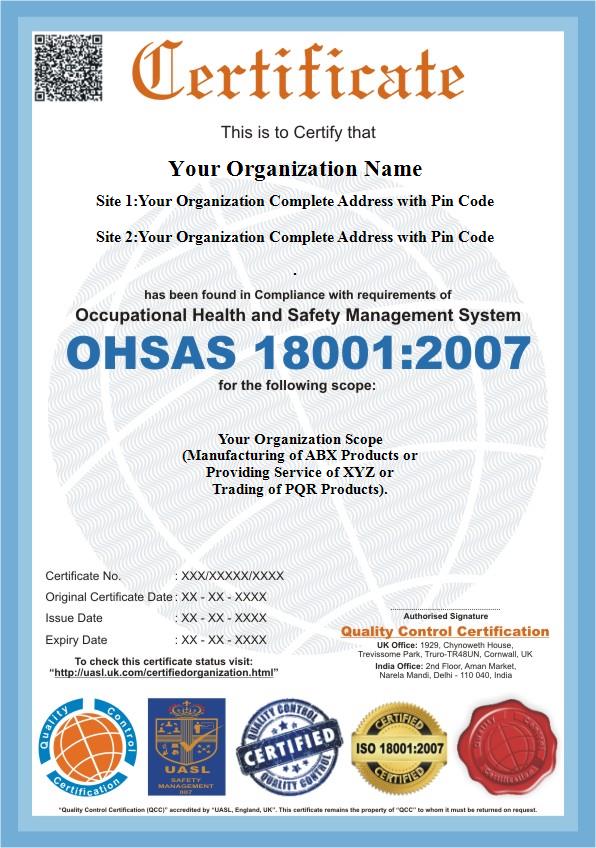 Certificate
This is to Certify that
Your Organization Name
Site 1:Your Organization Complete Address with Pin Code
Site 2:Your Organization Complete Address with Pin Code
.
has been found in Compliance with requirements of
Occupational Health and Safety Management System
OHSAS 18001:2007
for the following scope:
Your Organization Scope
(Manufacturing of ABX Products or
Providing Service of XYZ or
Trading of PQR Products).
Certificate No. : XXX/XXXXX/XXXX
Original Certificate Date : XX - XX - XXXX
Issue Date : XX - XX - XXXX
Expiry Date : XX - XX - XXXX
To check this certificate status visit:
“http://uasl.uk.com/certifiedorganization.html”
Authorised Signature
Quality Control Certification
UK Office: 1929, Chynoweth House,
Trevissome Park, Truro-TR48UN, Cornwall, UK
India Office: 2nd Floor, Aman Market,
Narela Mandi, Delhi - 110 040, India
Quality Control
Certification
UASL
SAFETY
MANAGEMENT
007
QUALITY CONTROL
CERTIFIED
QUALITY CONTROL
CERTIFIED
ISO 18001:2007
CERTIFIED
Quality Control
Certification
“Quality Control Certification (QCC)” accredited by “UASL, England, UK”. This certificate remains the property of “QCC” to whom it must be returned on request.